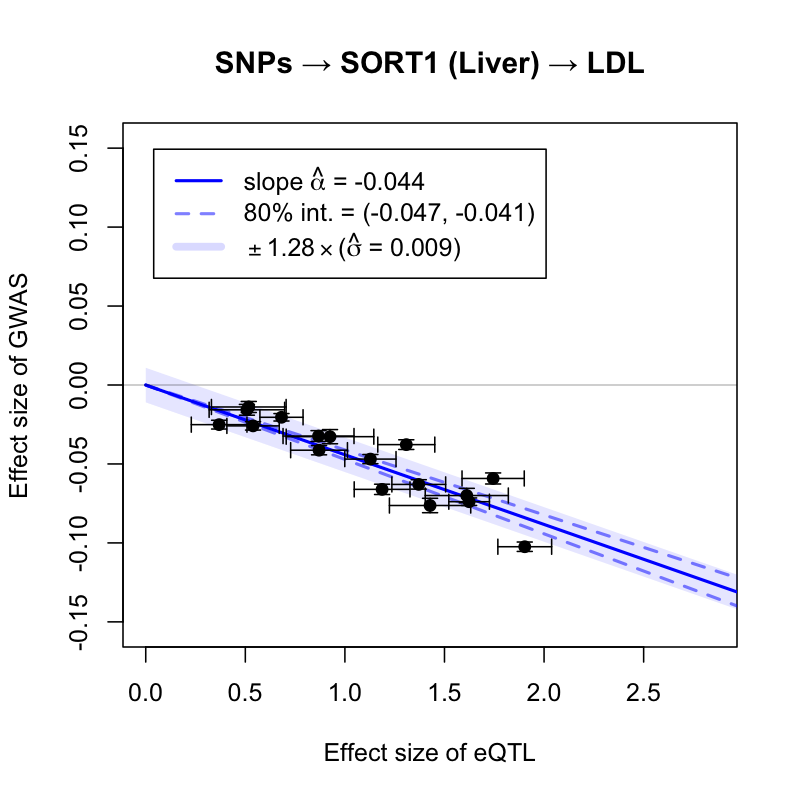 SNPs → SORT1 (Liver) → LDL
slope α̂ = -0.044
80% int. = (-0.047, -0.041)
± 1.28 × (σ̂ = 0.009)
Effect size of GWAS
0.15
0.10
0.05
0.00
-0.05
-0.10
-0.15
0.0 0.5 1.0 1.5 2.0 2.5
Effect size of eQTL